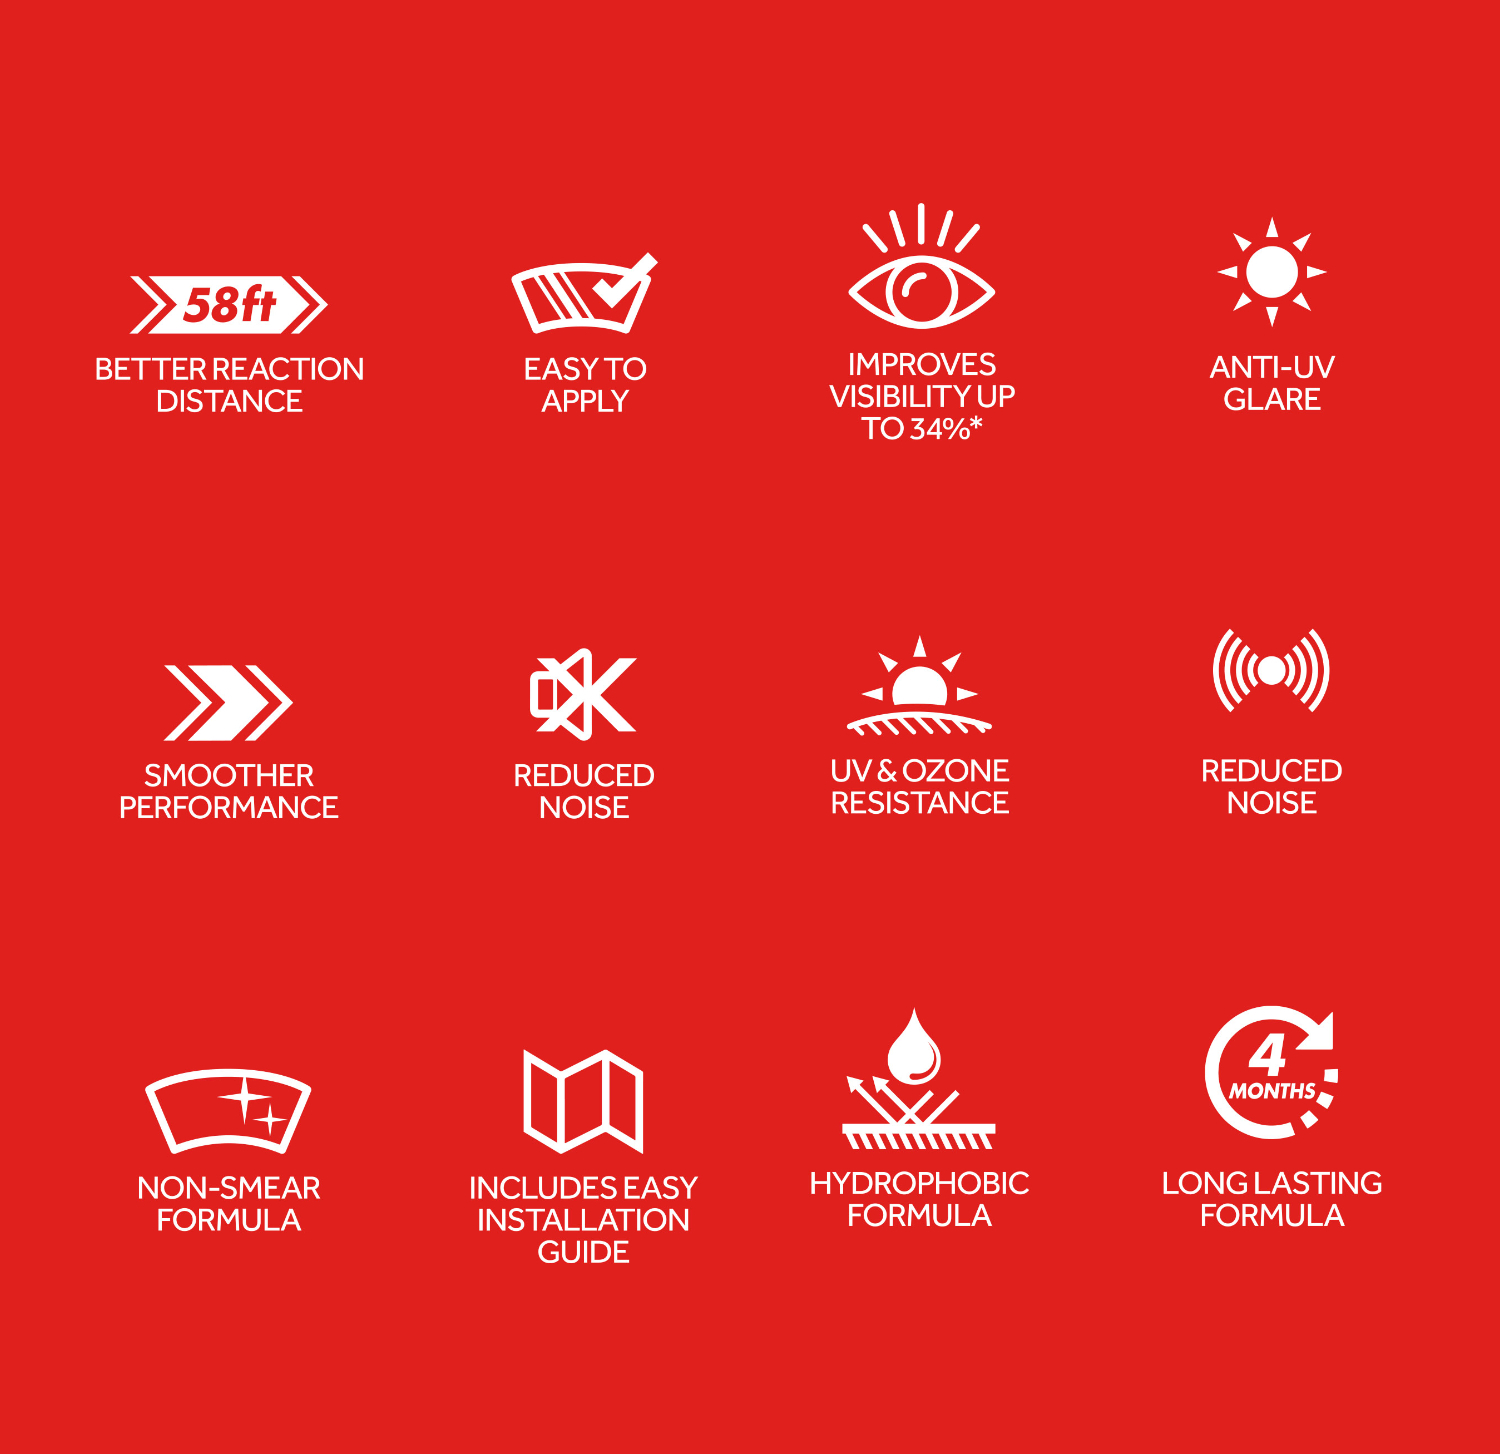 58ft
BETTER REACTION
DISTANCE
EASY TO
APPLY
IMPROVES
VISIBILITY UP
TO 34%*
ANTI-UV
GLARE
SMOOTHER
PERFORMANCE
REDUCED
NOISE
UV & OZONE
RESISTANCE
REDUCED
NOISE
NON-SMEAR
FORMULA
INCLUDES EASY
INSTALLATION
GUIDE
HYDROPHOBIC
FORMULA
4
MONTHS
LONG LASTING
FORMULA